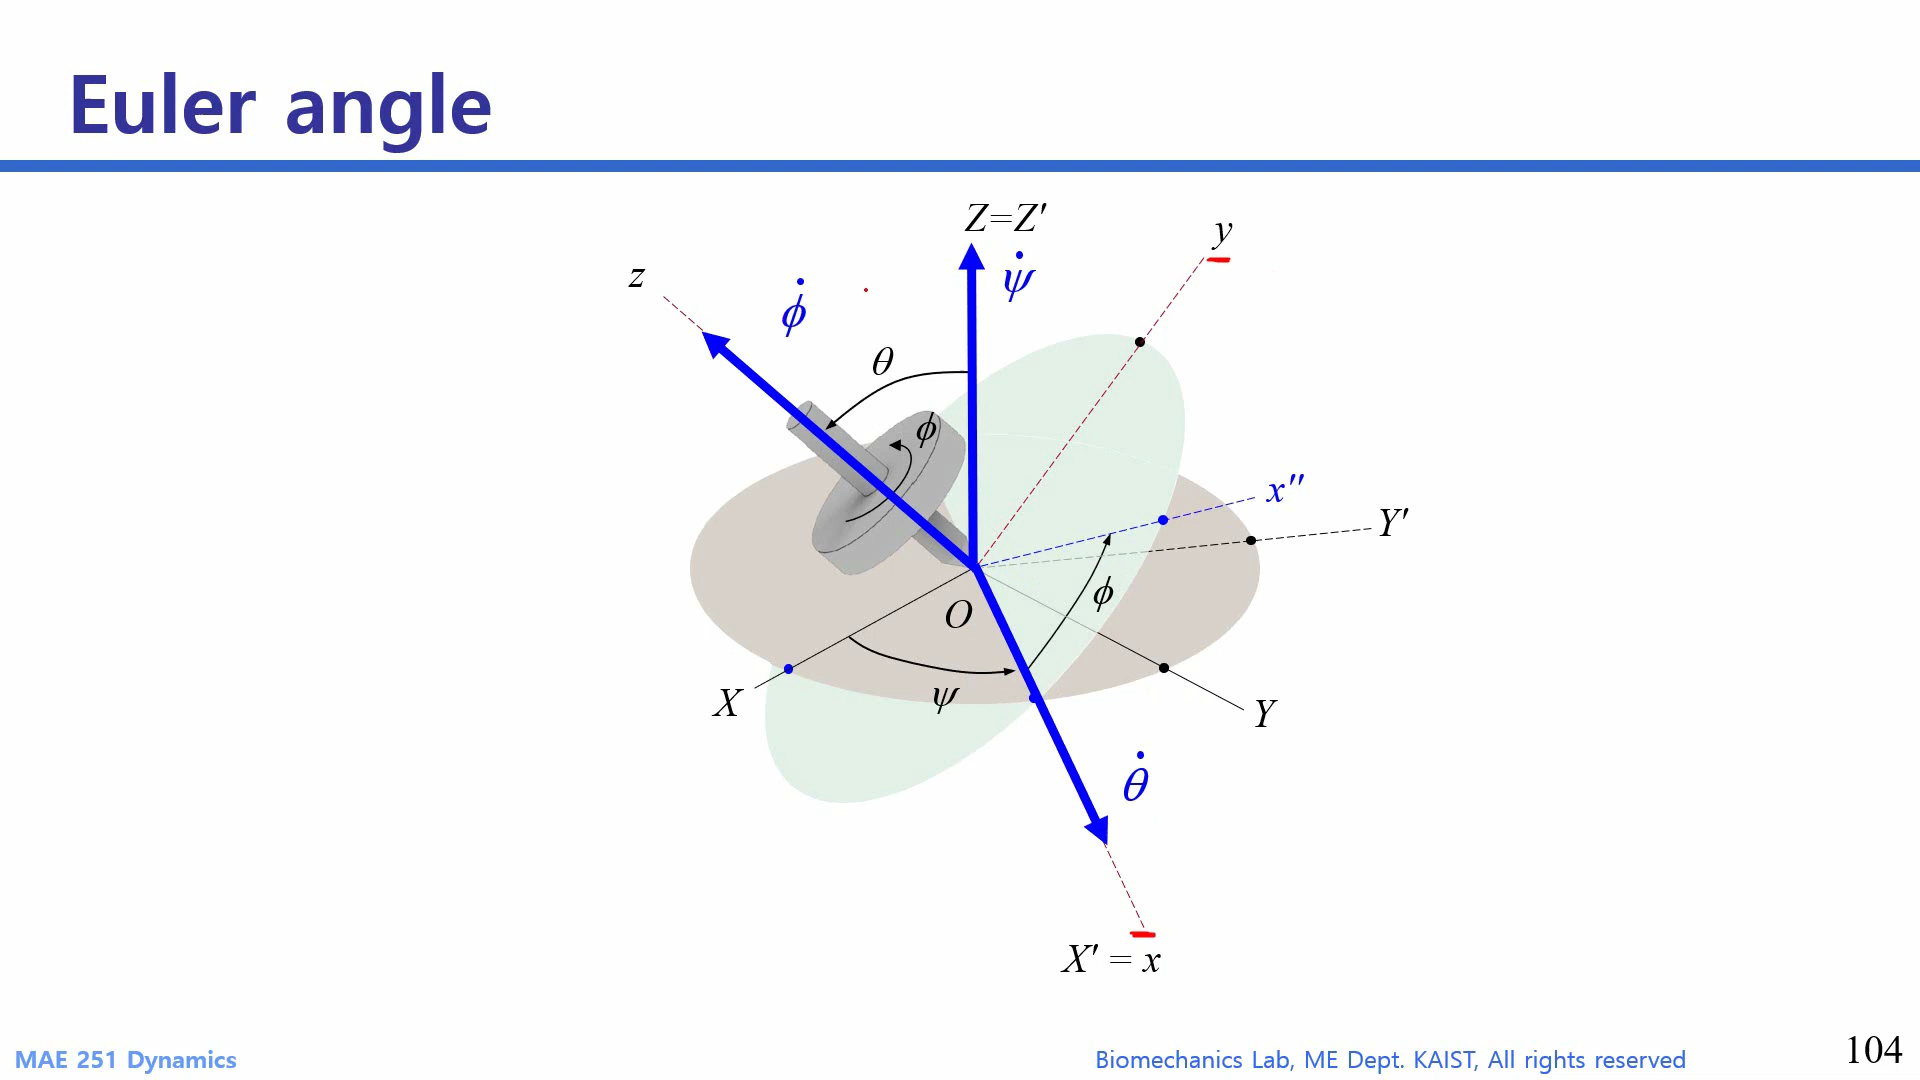 Euler angle
Z=Z′
ψ̇
y
z
ϕ̇
θ
ϕ
x″
Y′
ϕ
O
ψ
X
Y
θ̇
X′ = x
MAE 251 Dynamics
Biomechanics Lab, ME Dept. KAIST, All rights reserved
104